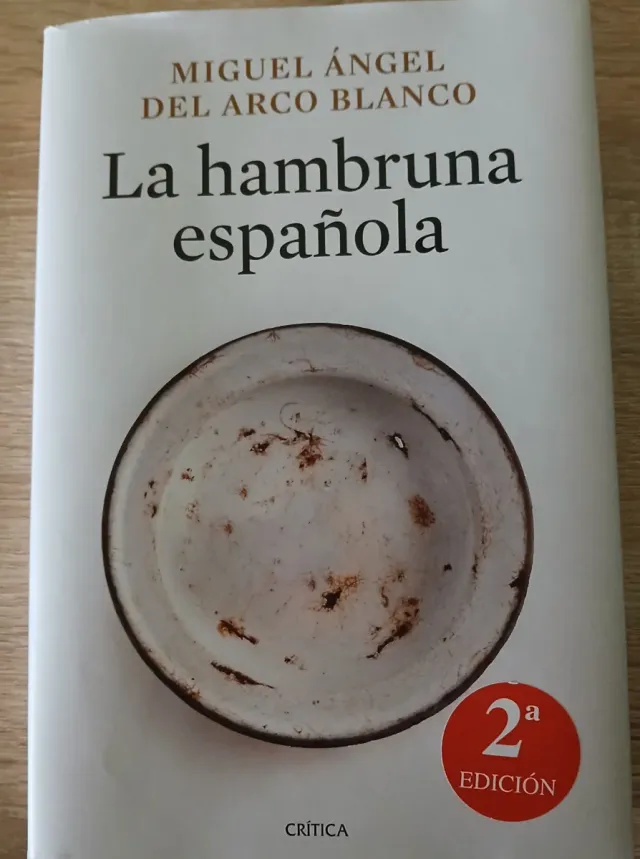 MIGUEL ÁNGEL
DEL ARCO BLANCO
La hambruna
española
2ª
EDICIÓN
CRÍTICA